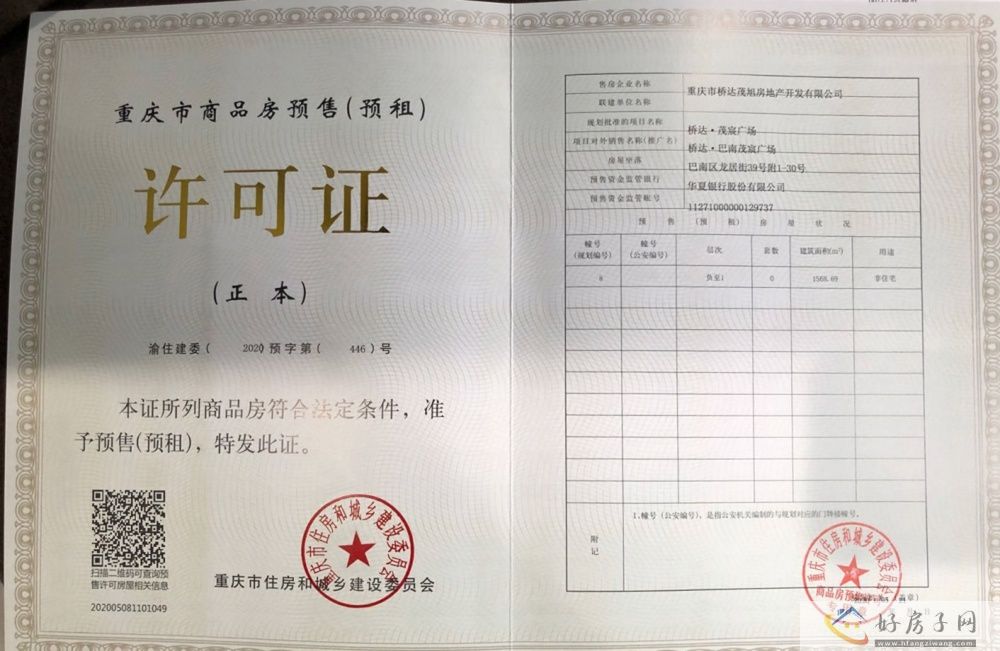 重庆市商品房预售(预租)
许可证
(正 本)
渝住建委( 2020)预字第( 446 )号
本证所列商品房符合法定条件，准
予预售(预租)，特发此证。
扫描二维码可查询预
售许可房屋相关信息
202005081101049
重庆市住房和城乡建设委员会
重庆市住房和城乡建设委员会
售房企业名称 重庆市桥达茂旭房地产开发有限公司
联建单位名称
规划批准的项目名称 桥达·茂宸广场
项目对外销售名称(推广名) 桥达·巴南茂宸广场
房屋坐落 巴南区龙居街39号附1-30号
预售资金监管银行 华夏银行股份有限公司
预售资金监管账号 11271000000129737
预 售 (预 租) 房 屋 状 况
幢号(规划编号) 幢号(公安编号) 层次 套数 建筑面积(m²) 用途
8 负至1 0 1568.69 非住宅
附记
1、幢号（公安编号），是指公安机关编制的与规划对应的门牌楼幢号。
重庆市住房和城乡建设委员会
商品房预售
盖章）
好房子网
www.hfangziwang.com